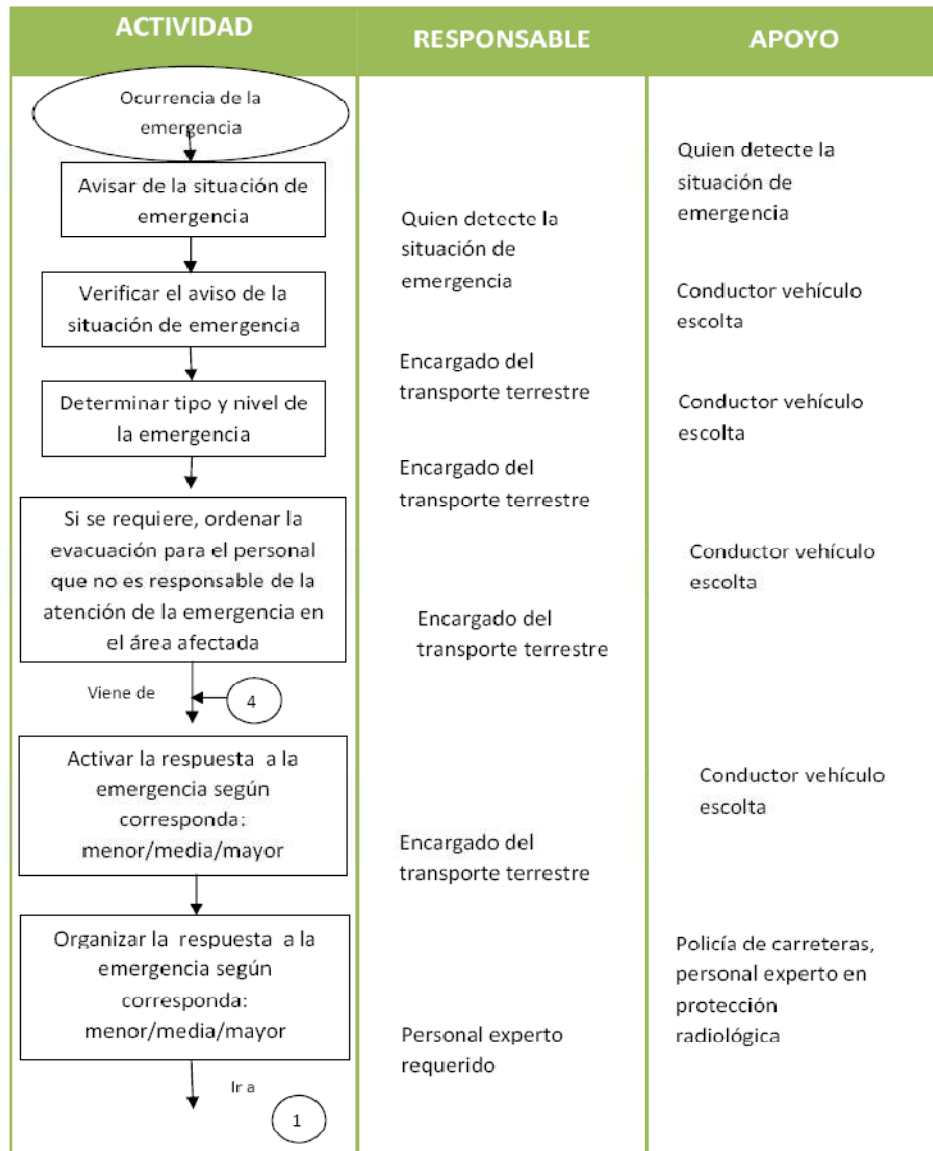 ACTIVIDAD
RESPONSABLE
APOYO
Ocurrencia de la
emergencia
Avisar de la situación de
emergencia
Verificar el aviso de la
situación de emergencia
Determinar tipo y nivel de
la emergencia
Si se requiere, ordenar la
evacuación para el personal
que no es responsable de la
atención de la emergencia en
el área afectada
Viene de
4
Activar la respuesta a la
emergencia según
corresponda:
menor/media/mayor
Organizar la respuesta a la
emergencia según
corresponda:
menor/media/mayor
Ir a
1
Quien detecte la
situación de
emergencia
Encargado del
transporte terrestre
Encargado del
transporte terrestre
Encargado del
transporte terrestre
Encargado del
transporte terrestre
Personal experto
requerido
Quien detecte la
situación de
emergencia
Conductor vehículo
escolta
Conductor vehículo
escolta
Conductor vehículo
escolta
Conductor vehículo
escolta
Policía de carreteras,
personal experto en
protección
radiológica